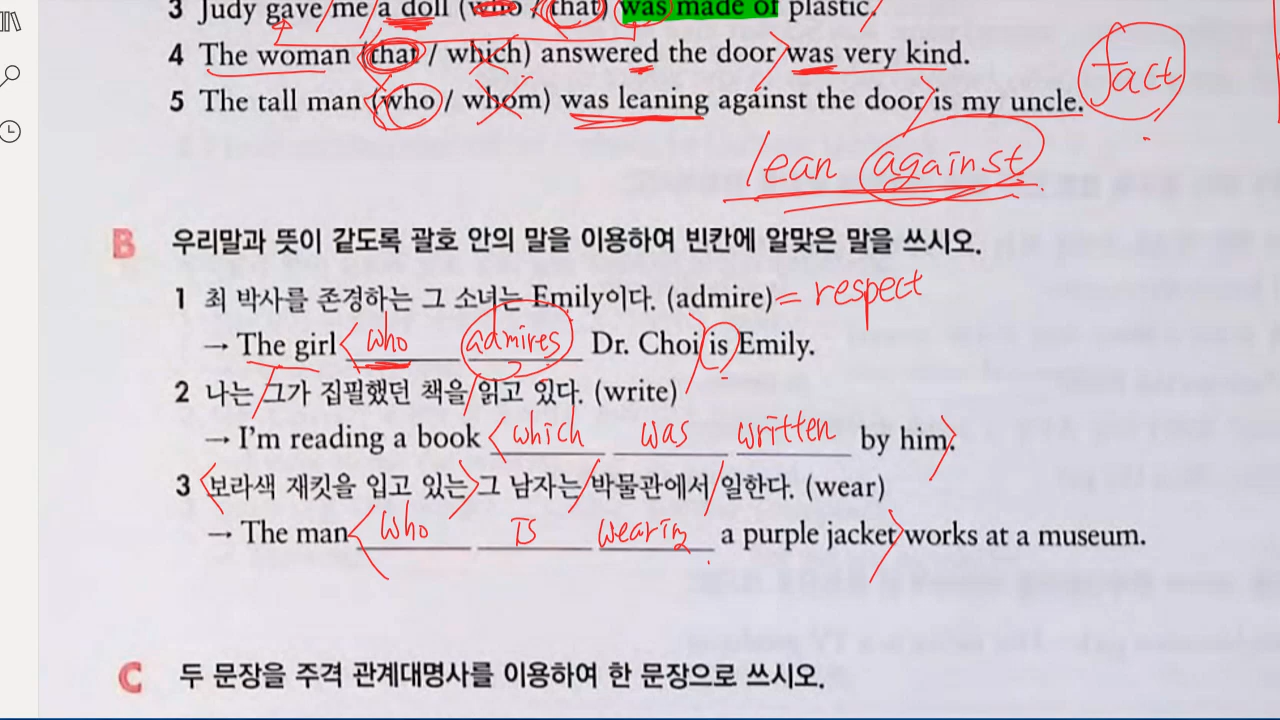 3 Judy gave me a doll (who / that) was made of plastic.
4 The woman (that / which) answered the door was very kind.
fact
5 The tall man (who / whom) was leaning against the door is my uncle.
lean against
B 우리말과 뜻이 같도록 괄호 안의 말을 이용하여 빈칸에 알맞은 말을 쓰시오.
1 최 박사를 존경하는 그 소녀는 Emily이다. (admire) = respect
→ The girl who admires Dr. Choi is Emily.
2 나는 그가 집필했던 책을 읽고 있다. (write)
→ I'm reading a book which was written by him.
3 보라색 재킷을 입고 있는 그 남자는 박물관에서 일한다. (wear)
→ The man who is wearing a purple jacket works at a museum.
C 두 문장을 주격 관계대명사를 이용하여 한 문장으로 쓰시오.